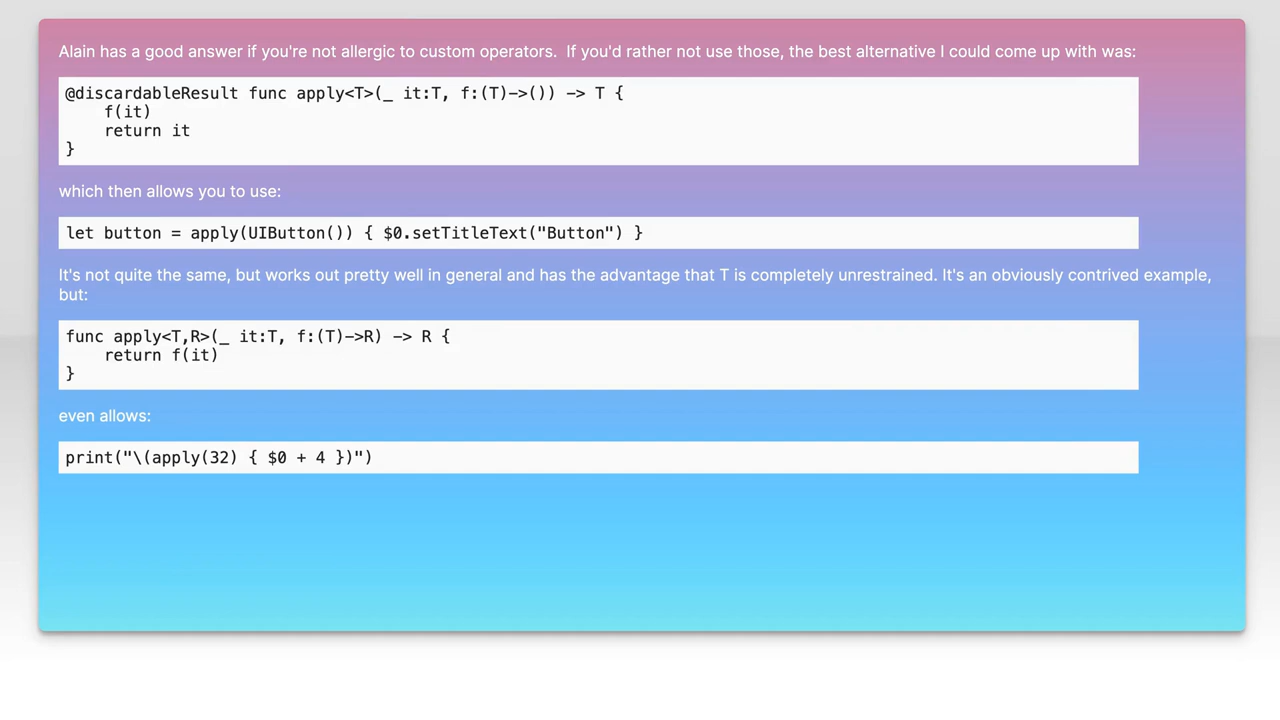 Alain has a good answer if you're not allergic to custom operators.  If you'd rather not use those, the best alternative I could come up with was:
@discardableResult func apply<T>(_ it:T, f:(T)->()) -> T {
    f(it)
    return it
}
which then allows you to use:
let button = apply(UIButton()) { $0.setTitleText("Button") }
It's not quite the same, but works out pretty well in general and has the advantage that T is completely unrestrained. It's an obviously contrived example,
but:
func apply<T,R>(_ it:T, f:(T)->R) -> R {
    return f(it)
}
even allows:
print("\(apply(32) { $0 + 4 })")